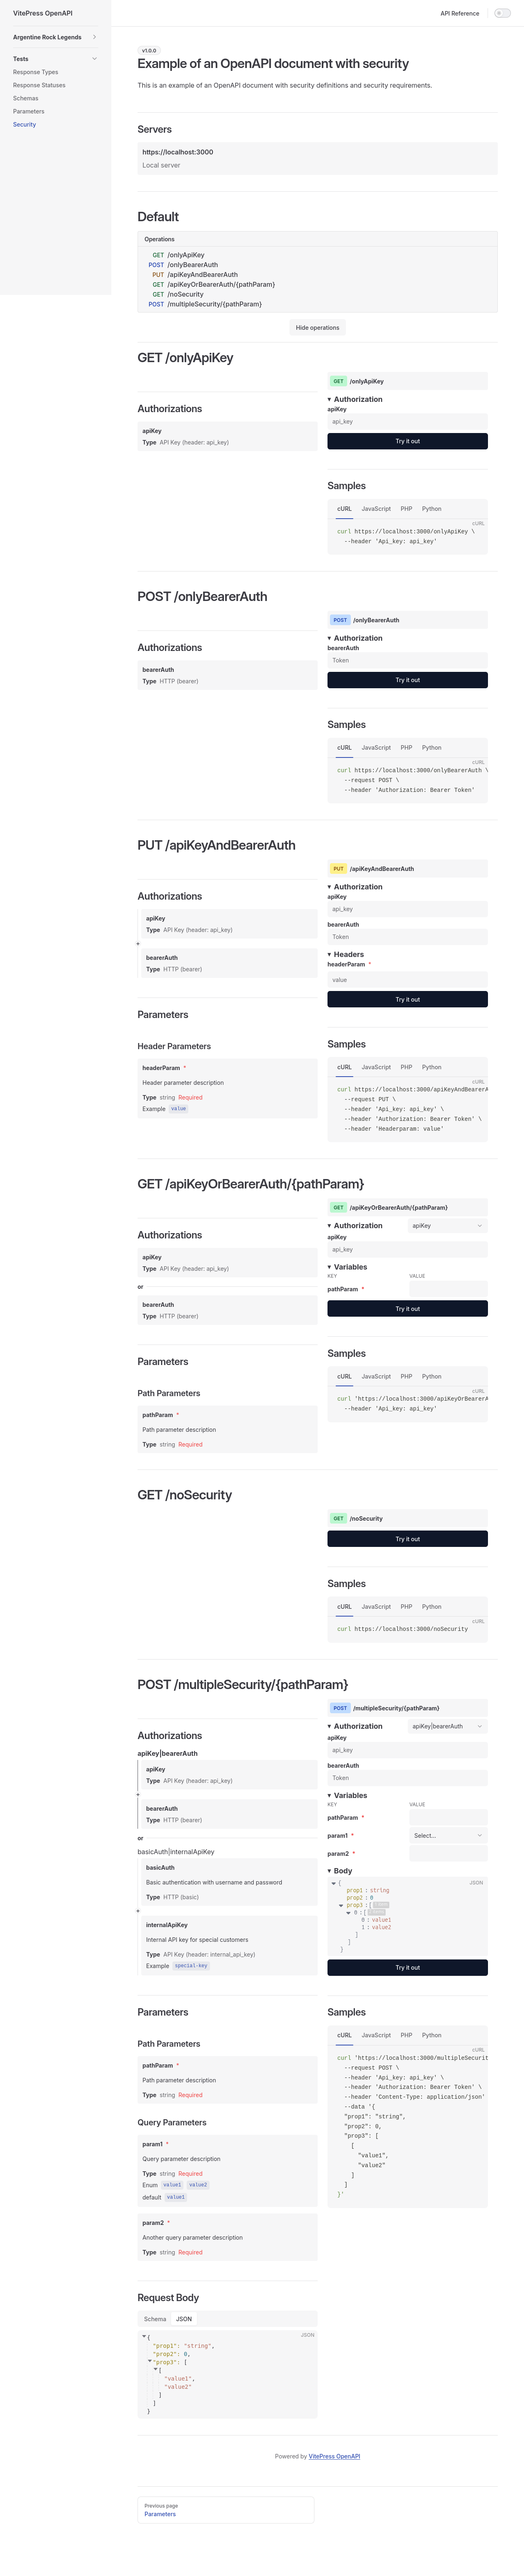 VitePress OpenAPI
API Reference
Argentine Rock Legends
Tests
Response Types
Response Statuses
Schemas
Parameters
Security
v1.0.0
Example of an OpenAPI document with security
This is an example of an OpenAPI document with security definitions and security requirements.
Servers
https://localhost:3000
Local server
Default
Operations
GET /onlyApiKey
POST /onlyBearerAuth
PUT /apiKeyAndBearerAuth
GET /apiKeyOrBearerAuth/{pathParam}
GET /noSecurity
POST /multipleSecurity/{pathParam}
Hide operations
GET /onlyApiKey
Authorizations
apiKey
Type API Key (header: api_key)
GET /onlyApiKey
Authorization
apiKey
api_key
Try it out
Samples
cURL JavaScript PHP Python
cURL
curl https://localhost:3000/onlyApiKey \
--header 'Api_key: api_key'
POST /onlyBearerAuth
Authorizations
bearerAuth
Type HTTP (bearer)
POST /onlyBearerAuth
Authorization
bearerAuth
Token
Try it out
Samples
cURL JavaScript PHP Python
cURL
curl https://localhost:3000/onlyBearerAuth \
--request POST \
--header 'Authorization: Bearer Token'
PUT /apiKeyAndBearerAuth
Authorizations
apiKey
Type API Key (header: api_key)
+
bearerAuth
Type HTTP (bearer)
Parameters
Header Parameters
headerParam *
Header parameter description
Type string Required
Example value
PUT /apiKeyAndBearerAuth
Authorization
apiKey
api_key
bearerAuth
Token
Headers
headerParam *
value
Try it out
Samples
cURL JavaScript PHP Python
cURL
curl https://localhost:3000/apiKeyAndBearerA
--request PUT \
--header 'Api_key: api_key' \
--header 'Authorization: Bearer Token' \
--header 'Headerparam: value'
GET /apiKeyOrBearerAuth/{pathParam}
Authorizations
apiKey
Type API Key (header: api_key)
or
bearerAuth
Type HTTP (bearer)
Parameters
Path Parameters
pathParam *
Path parameter description
Type string Required
GET /apiKeyOrBearerAuth/{pathParam}
Authorization apiKey
apiKey
api_key
Variables
KEY VALUE
pathParam *
Try it out
Samples
cURL JavaScript PHP Python
cURL
curl 'https://localhost:3000/apiKeyOrBearerA
--header 'Api_key: api_key'
GET /noSecurity
GET /noSecurity
Try it out
Samples
cURL JavaScript PHP Python
cURL
curl https://localhost:3000/noSecurity
POST /multipleSecurity/{pathParam}
Authorizations
apiKey|bearerAuth
apiKey
Type API Key (header: api_key)
+
bearerAuth
Type HTTP (bearer)
or
basicAuth|internalApiKey
basicAuth
Basic authentication with username and password
Type HTTP (basic)
+
internalApiKey
Internal API key for special customers
Type API Key (header: internal_api_key)
Example special-key
Parameters
Path Parameters
pathParam *
Path parameter description
Type string Required
Query Parameters
param1 *
Query parameter description
Type string Required
Enum value1 value2
default value1
param2 *
Another query parameter description
Type string Required
Request Body
Schema JSON
JSON
{
"prop1": "string",
"prop2": 0,
"prop3": [
[
"value1",
"value2"
]
]
}
POST /multipleSecurity/{pathParam}
Authorization apiKey|bearerAuth
apiKey
api_key
bearerAuth
Token
Variables
KEY VALUE
pathParam *
param1 * Select...
param2 *
Body
JSON
{
prop1 : string
prop2 : 0
prop3 : [
0 : [
0 : value1
1 : value2
]
]
}
Try it out
Samples
cURL JavaScript PHP Python
cURL
curl 'https://localhost:3000/multipleSecurit
--request POST \
--header 'Api_key: api_key' \
--header 'Authorization: Bearer Token' \
--header 'Content-Type: application/json'
--data '{
"prop1": "string",
"prop2": 0,
"prop3": [
[
"value1",
"value2"
]
]
}'
Powered by VitePress OpenAPI
Previous page
Parameters